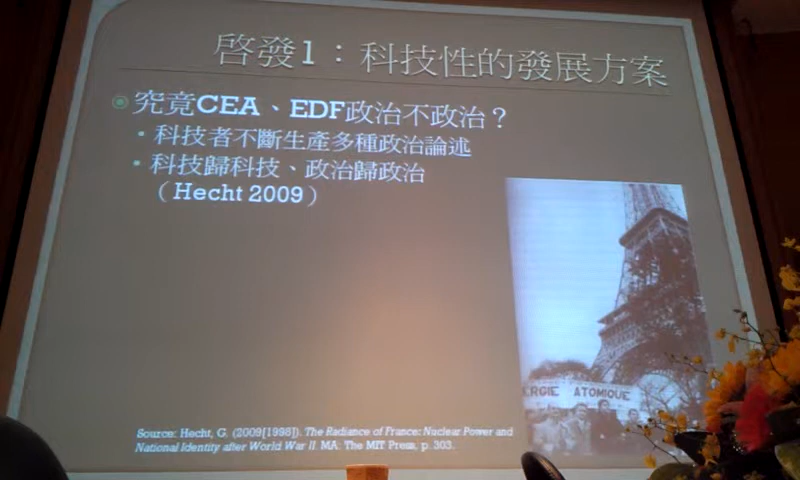 啓發1：科技性的發展方案
究竟CEA、EDF政治不政治？
科技者不斷生產多種政治論述
科技歸科技、政治歸政治
（Hecht 2009）
ERGIE ATOMIQUE
Source: Hecht, G. (2009[1998]). The Radiance of France: Nuclear Power and
National Identity after World War II. MA: The MIT Press, p. 303.